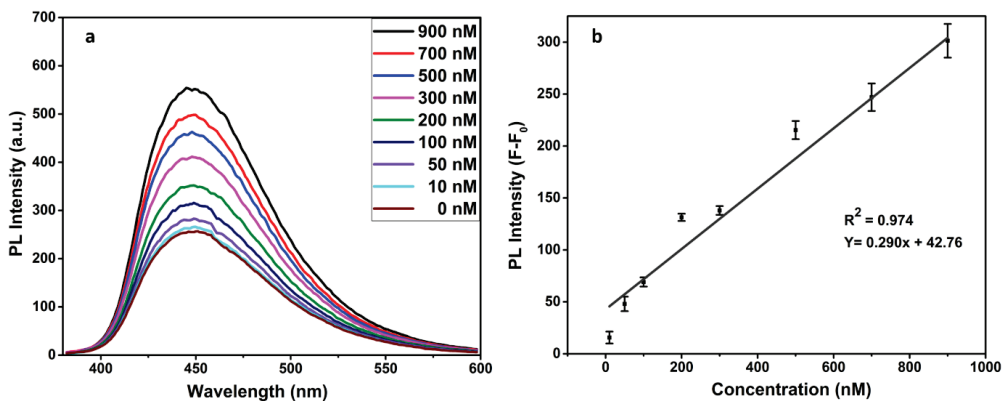 a
900 nM
700 nM
500 nM
300 nM
200 nM
100 nM
50 nM
10 nM
0 nM
PL Intensity (a.u.)
700
600
500
400
300
200
100
0
400 450 500 550 600
Wavelength (nm)
b
PL Intensity (F-F₀)
300
250
200
150
100
50
0
R² = 0.974
Y= 0.290x + 42.76
0 200 400 600 800 1000
Concentration (nM)